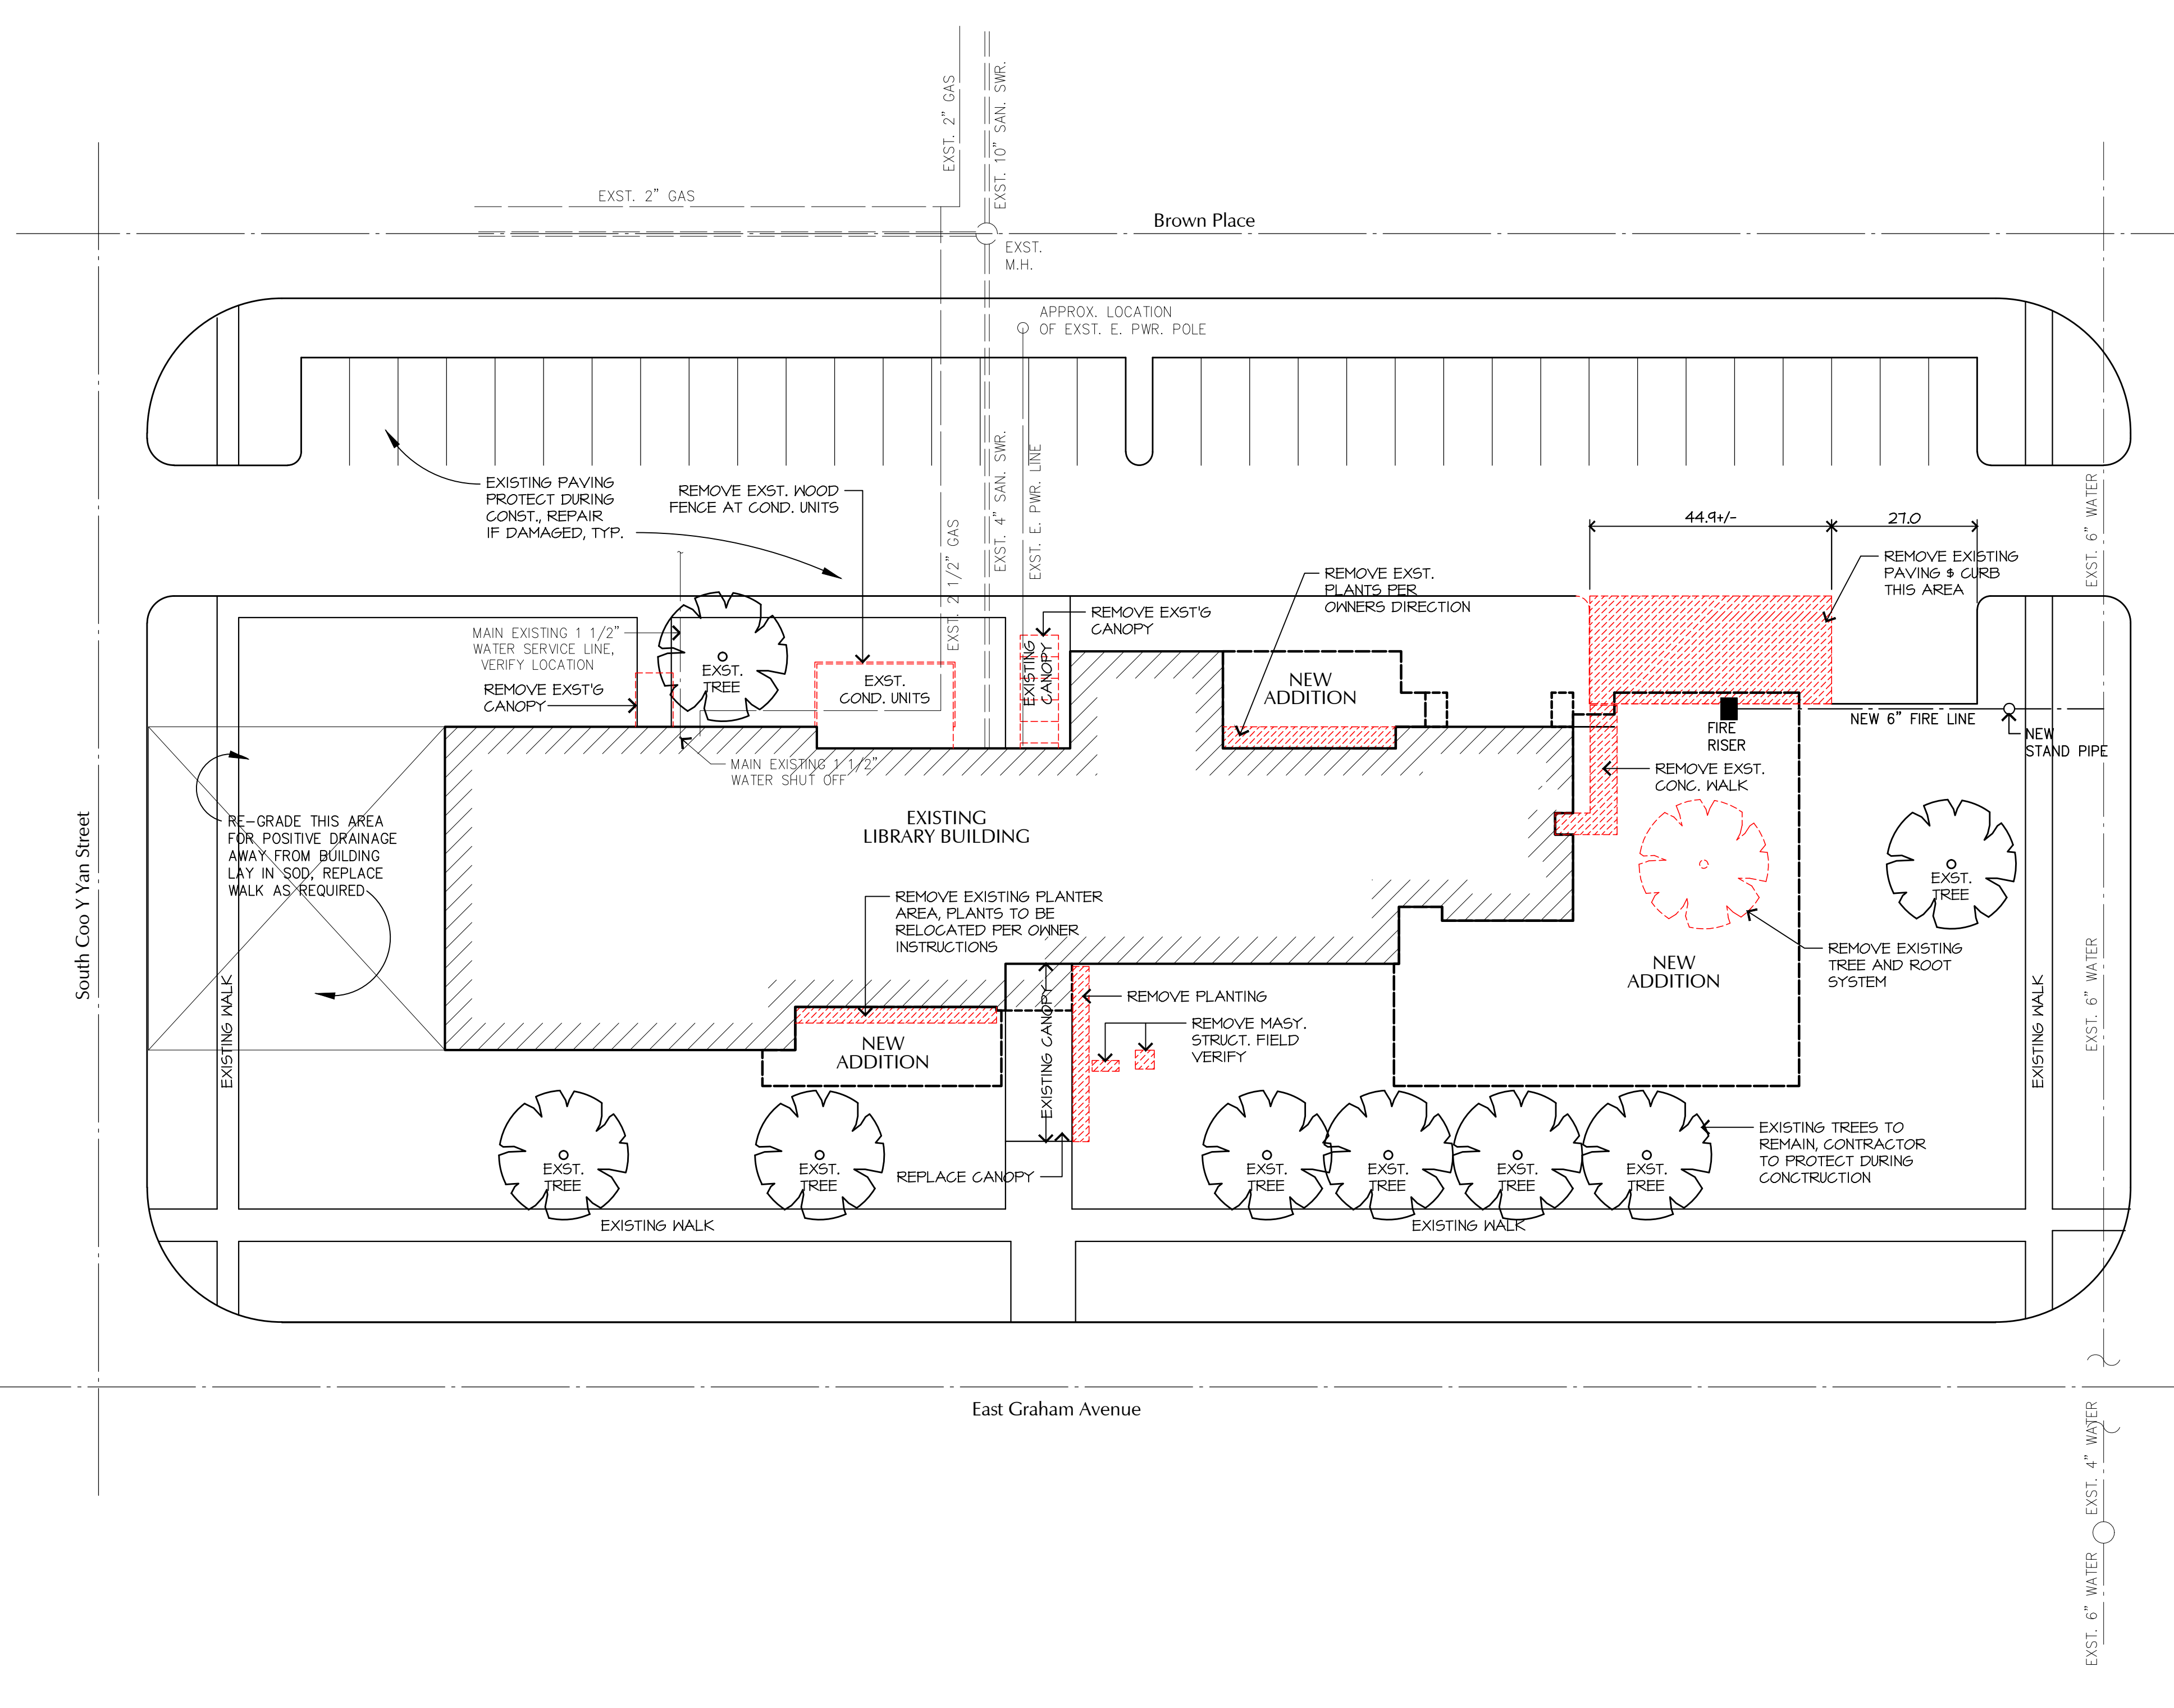 EXST. 2" GAS
EXST. 10" SAN. SWR.
EXST. 2" GAS
Brown Place
EXST.
M.H.
APPROX. LOCATION
OF EXST. E. PWR. POLE
EXISTING PAVING
PROTECT DURING
CONST., REPAIR
IF DAMAGED, TYP.
REMOVE EXST. WOOD
FENCE AT COND. UNITS
EXST. 2 1/2" GAS
EXST. 4" SAN. SWR.
EXST. E. PWR. LINE
44.9+/-
27.0
EXST. 6" WATER
REMOVE EXISTING
PAVING $ CURB
THIS AREA
REMOVE EXST.
PLANTS PER
OWNERS DIRECTION
REMOVE EXST'G
CANOPY
MAIN EXISTING 1 1/2"
WATER SERVICE LINE,
VERIFY LOCATION
REMOVE EXST'G
CANOPY
EXST.
TREE
EXST.
COND. UNITS
EXISTING
CANOPY
NEW
ADDITION
NEW 6" FIRE LINE
FIRE
RISER
NEW
STAND PIPE
MAIN EXISTING 1 1/2"
WATER SHUT OFF
REMOVE EXST.
CONC. WALK
EXISTING
LIBRARY BUILDING
RE-GRADE THIS AREA
FOR POSITIVE DRAINAGE
AWAY FROM BUILDING
LAY IN SOD, REPLACE
WALK AS REQUIRED
South Coo Y Yan Street
EXISTING WALK
REMOVE EXISTING PLANTER
AREA, PLANTS TO BE
RELOCATED PER OWNER
INSTRUCTIONS
EXST.
TREE
REMOVE EXISTING
TREE AND ROOT
SYSTEM
NEW
ADDITION
EXISTING WALK
EXST. 6" WATER
REMOVE PLANTING
REMOVE MASY.
STRUCT. FIELD
VERIFY
EXISTING CANOPY
NEW
ADDITION
EXISTING TREES TO
REMAIN, CONTRACTOR
TO PROTECT DURING
CONCTRUCTION
EXST.
TREE
EXST.
TREE
REPLACE CANOPY
EXST.
TREE
EXST.
TREE
EXST.
TREE
EXST.
TREE
EXISTING WALK
EXISTING WALK
East Graham Avenue
EXST. 4" WATER
EXST. 6" WATER